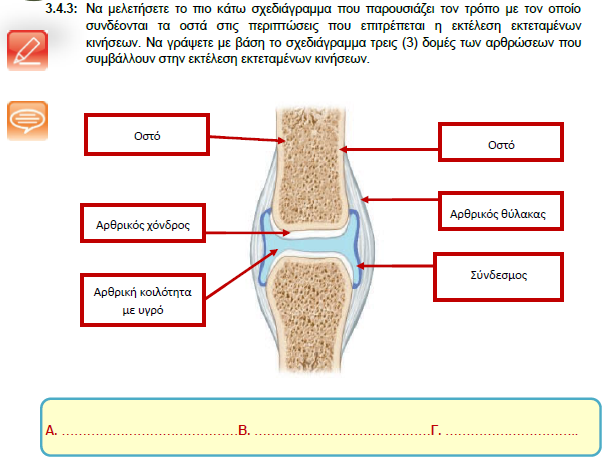 3.4.3: Να μελετήσετε το πιο κάτω σχεδιάγραμμα που παρουσιάζει τον τρόπο με τον οποίο
συνδέονται τα οστά στις περιπτώσεις που επιτρέπεται η εκτέλεση εκτεταμένων
κινήσεων. Να γράψετε με βάση το σχεδιάγραμμα τρεις (3) δομές των αρθρώσεων που
συμβάλλουν στην εκτέλεση εκτεταμένων κινήσεων.
Οστό
Οστό
Αρθρικός χόνδρος
Αρθρικός θύλακας
Αρθρική κοιλότητα
με υγρό
Σύνδεσμος
Α. ……………………………………Β. ……………………………………Γ. …………………………..